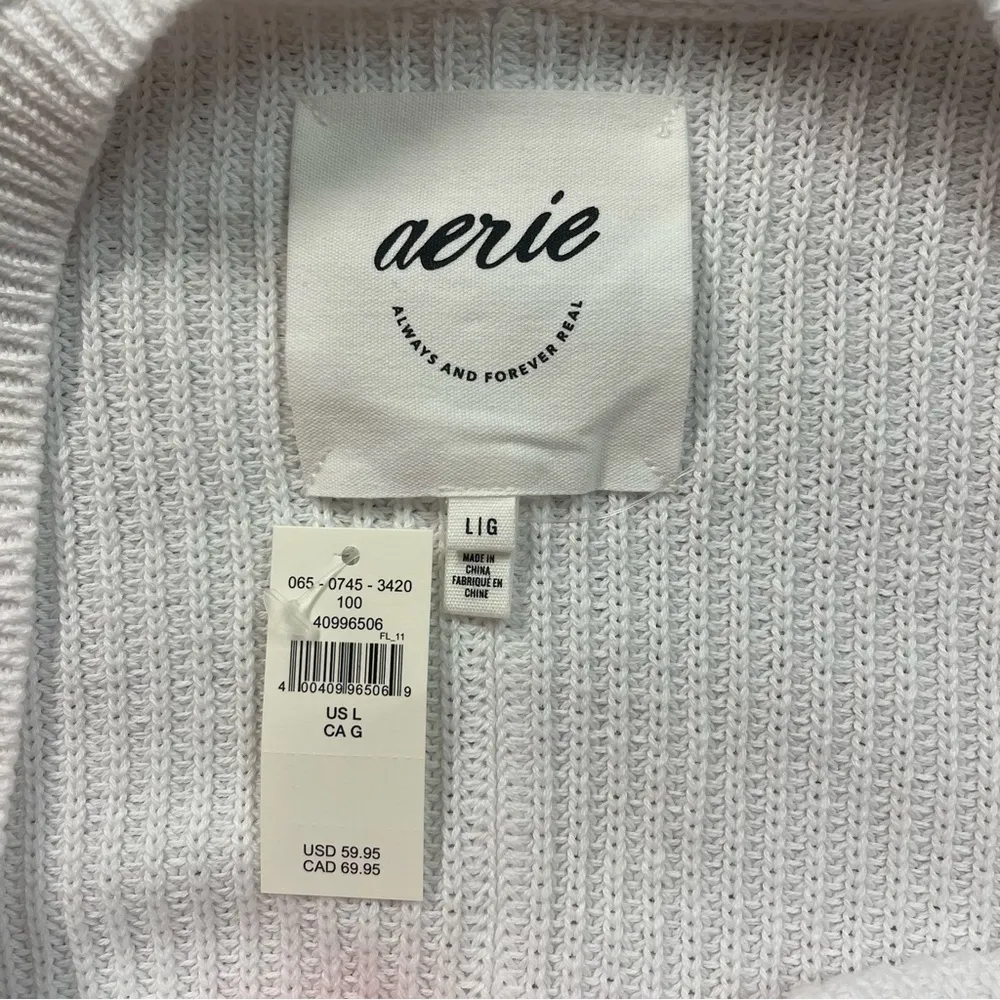 aerie
ALWAYS AND FOREVER REAL
L|G
MADE IN
CHINA
FABRIQUÉ EN
CHINE
065 - 0745 - 3420
100
40996506
FL_11
4 00409 96506 9
US L
CA G
USD 59.95
CAD 69.95